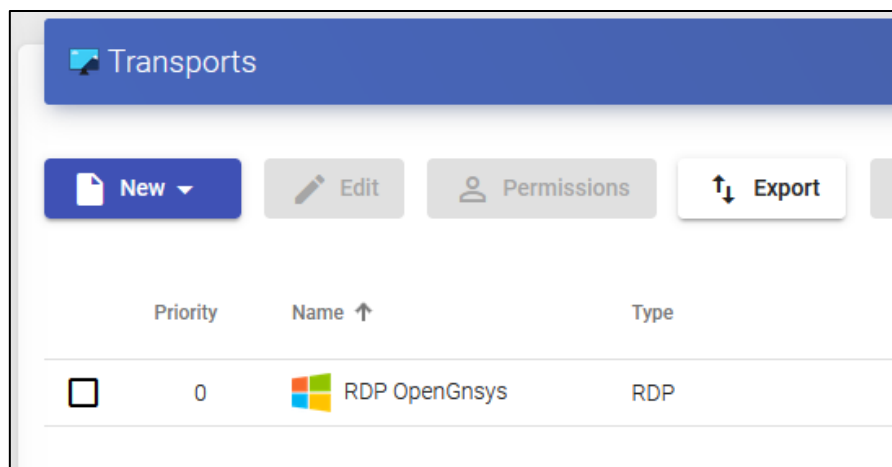 Transports
New Edit Permissions Export
Priority Name Type
0 RDP OpenGnsys RDP